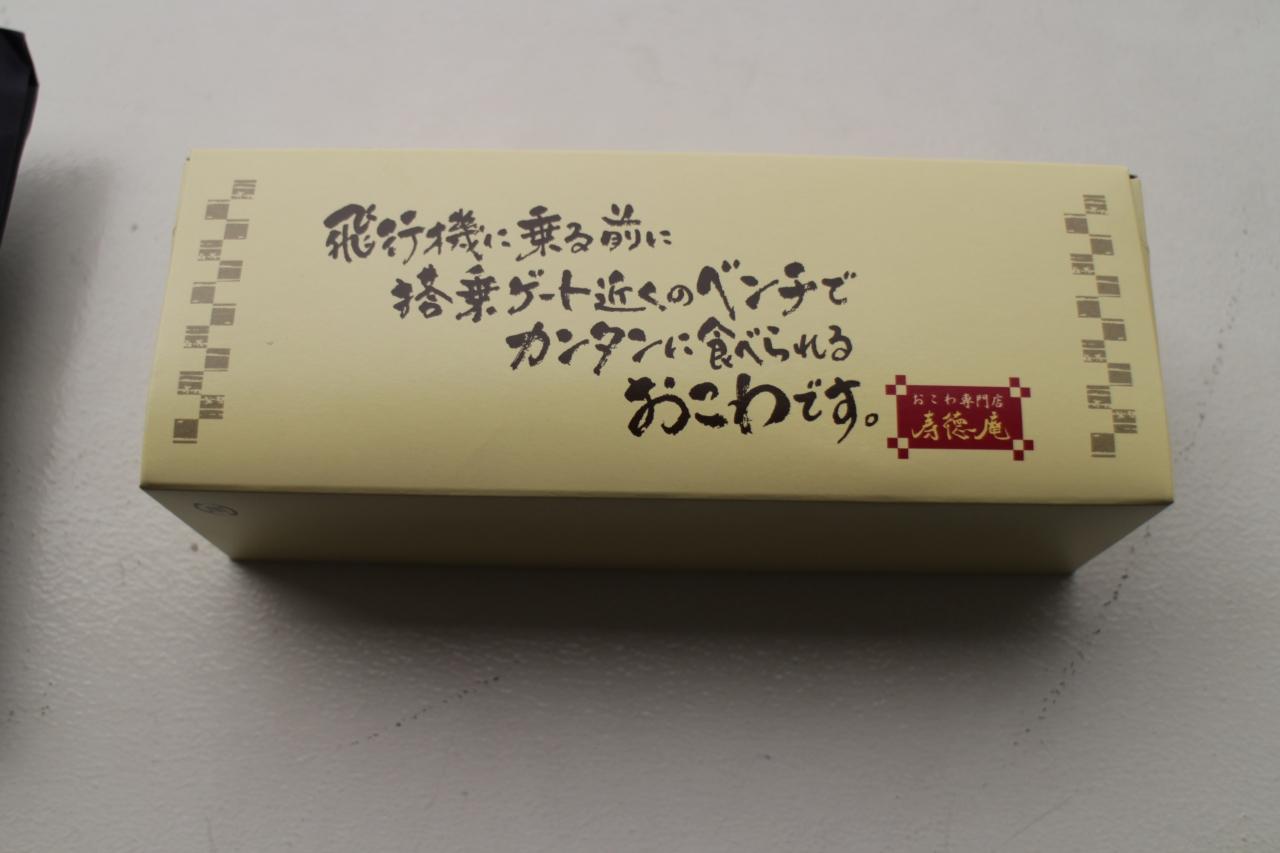 飛行機に乗る前に
搭乗ゲート近くのベンチで
カンタンに食べられる
おこわです。
おこわ専門店
寿徳庵